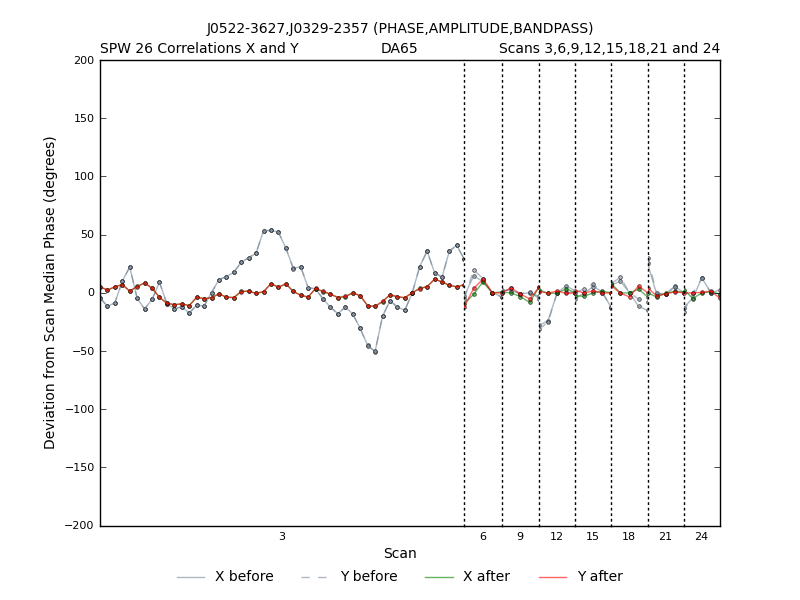 J0522-3627,J0329-2357 (PHASE,AMPLITUDE,BANDPASS)
SPW 26 Correlations X and Y DA65 Scans 3,6,9,12,15,18,21 and 24
200
150
100
50
0
−50
−100
−150
−200
Deviation from Scan Median Phase (degrees)
3 6 9 12 15 18 21 24
Scan
X before Y before X after Y after